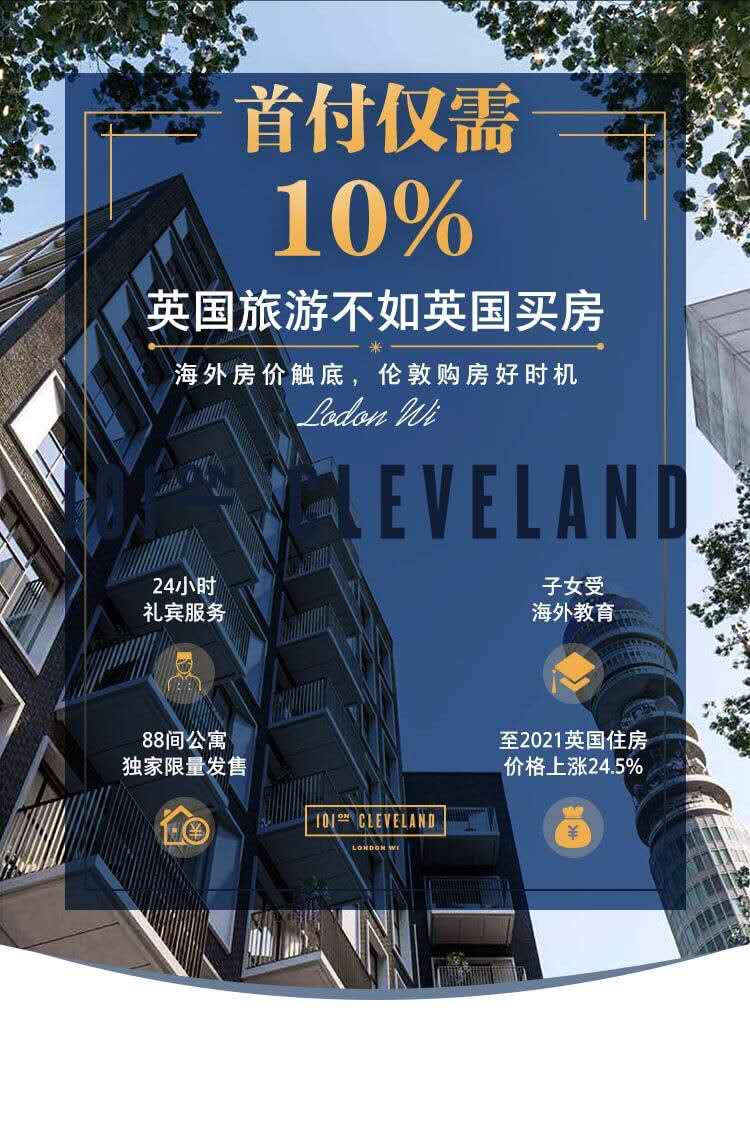 首付仅需
10%
英国旅游不如英国买房
海外房价触底，伦敦购房好时机
Lodon Wi
101 ON CLEVELAND
24小时
礼宾服务
子女受
海外教育
88间公寓
独家限量发售
至2021英国住房
价格上涨24.5%
¥
¥
101 ON CLEVELAND
LONDON WI